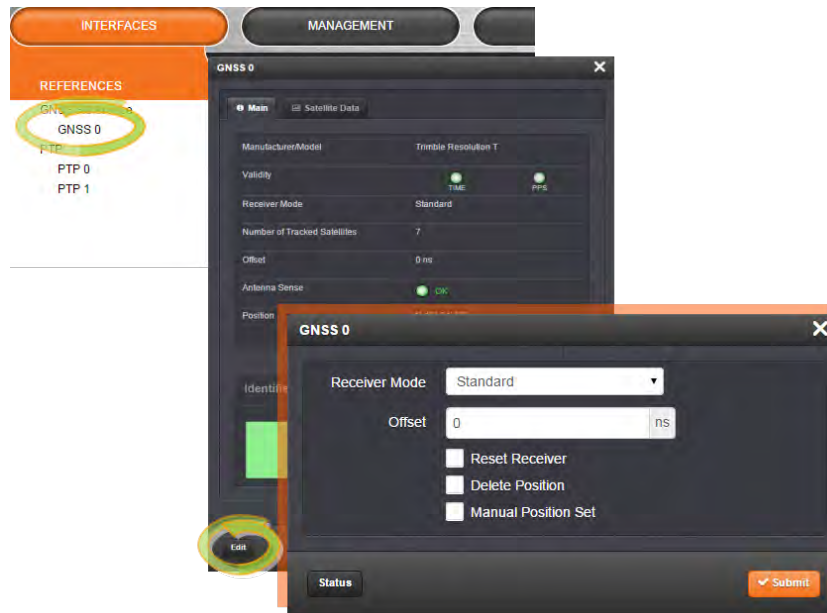 INTERFACES
MANAGEMENT
REFERENCES
GNSS 0
PTP
PTP 0
PTP 1
GNSS 0
Main
Satellite Data
Manufacturer/Model Trimble Resolution T
Validity
TIME PPS
Receiver Mode Standard
Number of Tracked Satellites 7
Offset 0 ns
Antenna Sense OK
Position
Edit
GNSS 0
Receiver Mode Standard
Offset 0 ns
Reset Receiver
Delete Position
Manual Position Set
Status
Submit